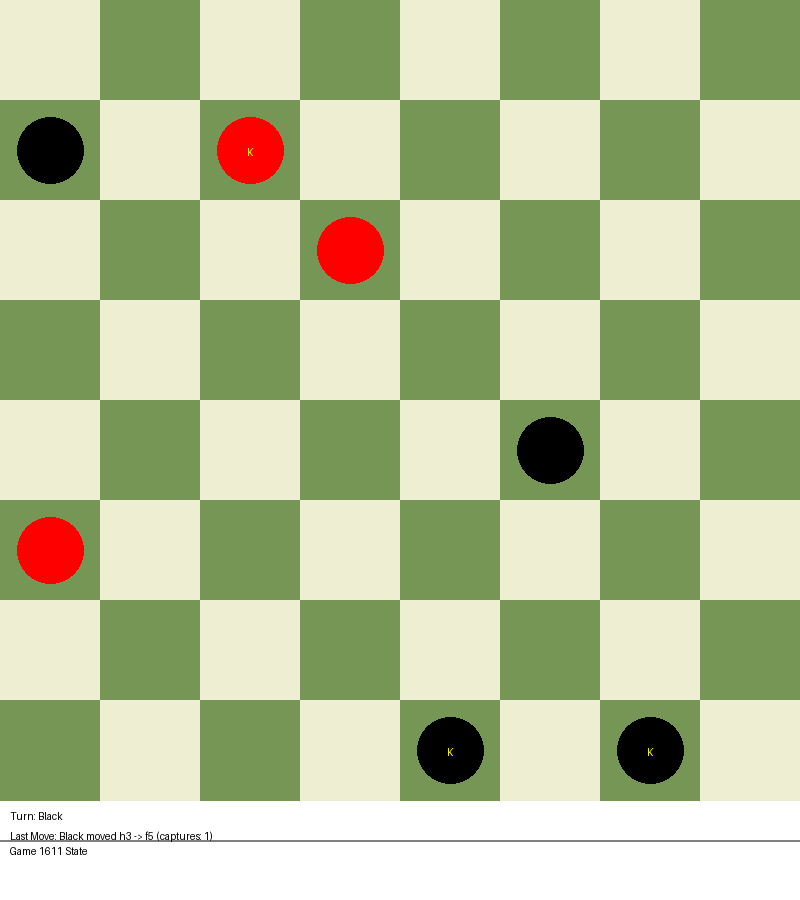 K
K K
Turn: Black
Last Move: Black moved h3 -> f5 (captures: 1)
Game 1611 State